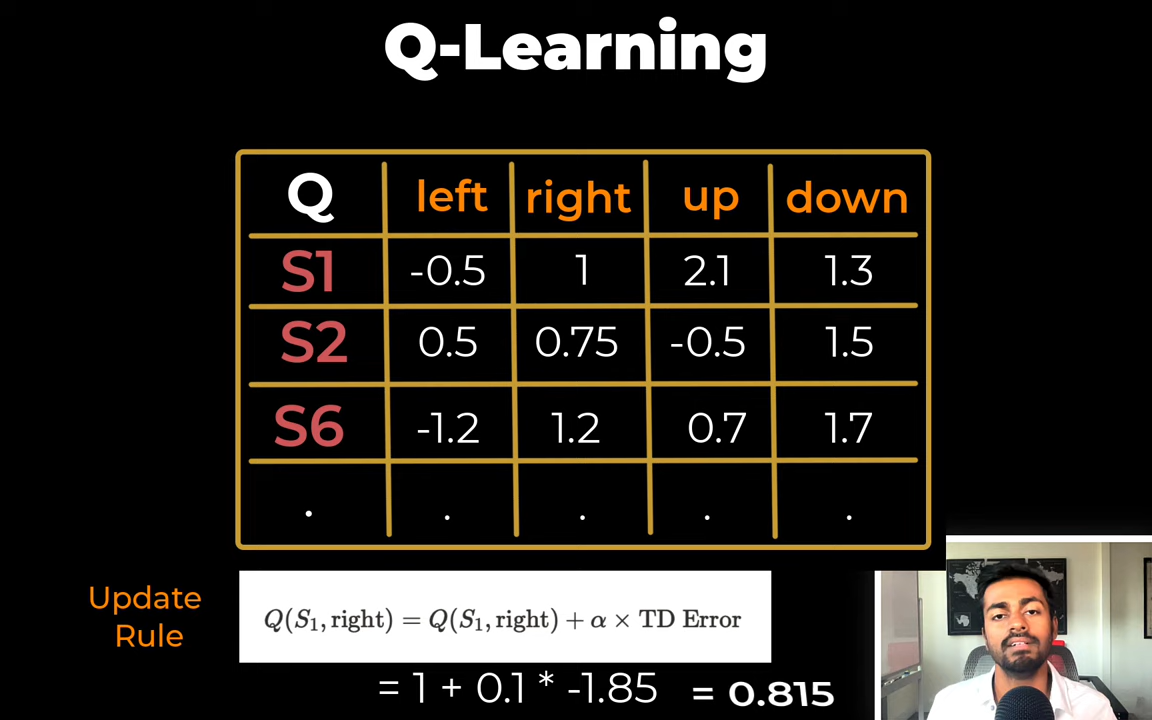 Q-Learning
Q left right up down
S1 -0.5 1 2.1 1.3
S2 0.5 0.75 -0.5 1.5
S6 -1.2 1.2 0.7 1.7
. . . . .
Update
Rule
Q(S₁, right) = Q(S₁, right) + α × TD Error
= 1 + 0.1 * -1.85 = 0.815